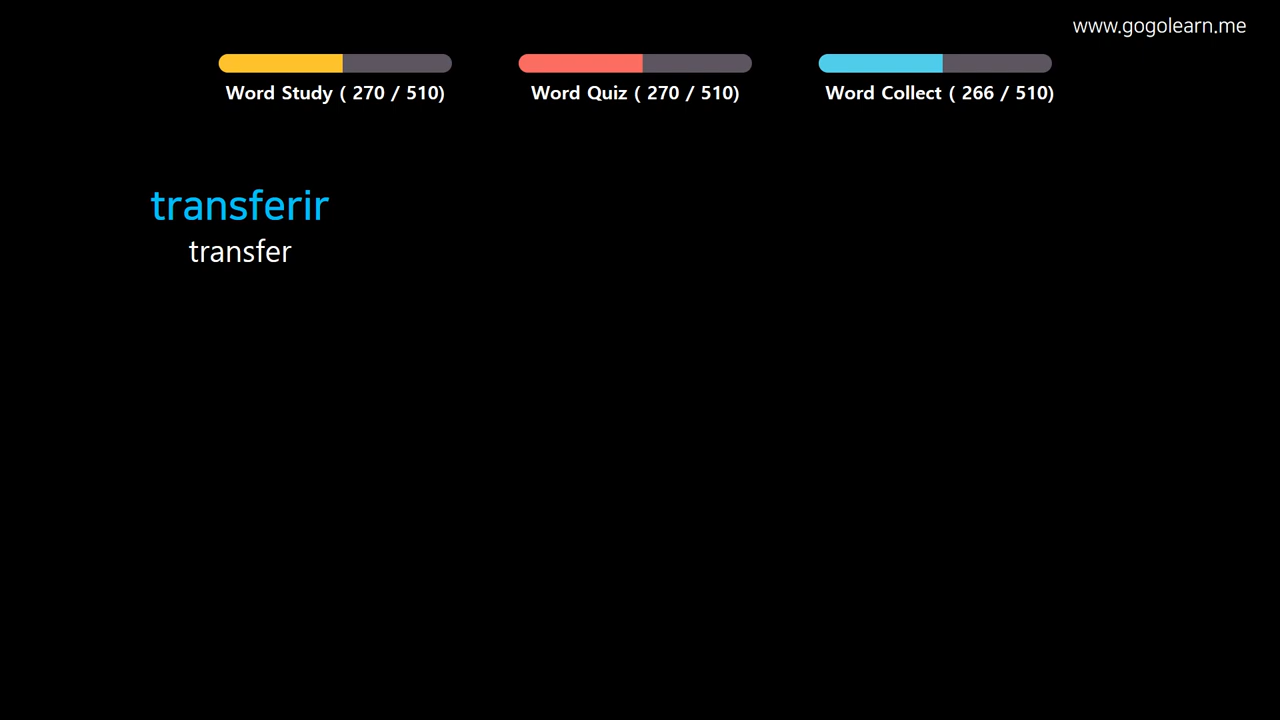 www.gogolearn.me
Word Study ( 270 / 510)
Word Quiz ( 270 / 510)
Word Collect ( 266 / 510)
transferir
transfer